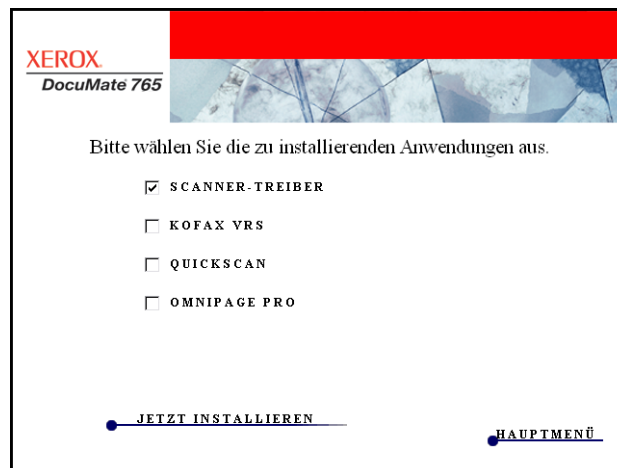 XEROX.
DocuMate 765
Bitte wählen Sie die zu installierenden Anwendungen aus.
SCANNER-TREIBER
KOFAX VRS
QUICKSCAN
OMNIPAGE PRO
JETZT INSTALLIEREN
HAUPTMENÜ